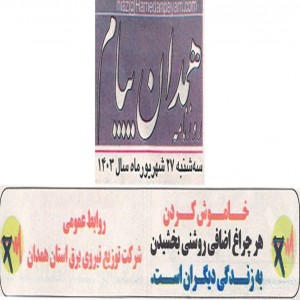 niazid@Hamedanpayam.com
همدان پیام
روزنامه
سه‌شنبه ۲۷ شهریور ماه سال ۱۴۰۳
خاموش کردن
هر چراغ اضافی روشنی بخشیدن
به زندگی دیگران است.
روابط عمومی
شرکت توزیع نیروی برق استان همدان